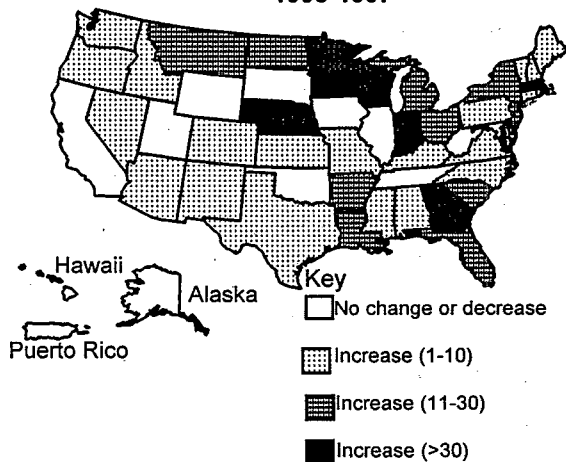 Hawaii
Alaska
Puerto Rico
Key
No change or decrease
Increase (1-10)
Increase (11-30)
Increase (>30)